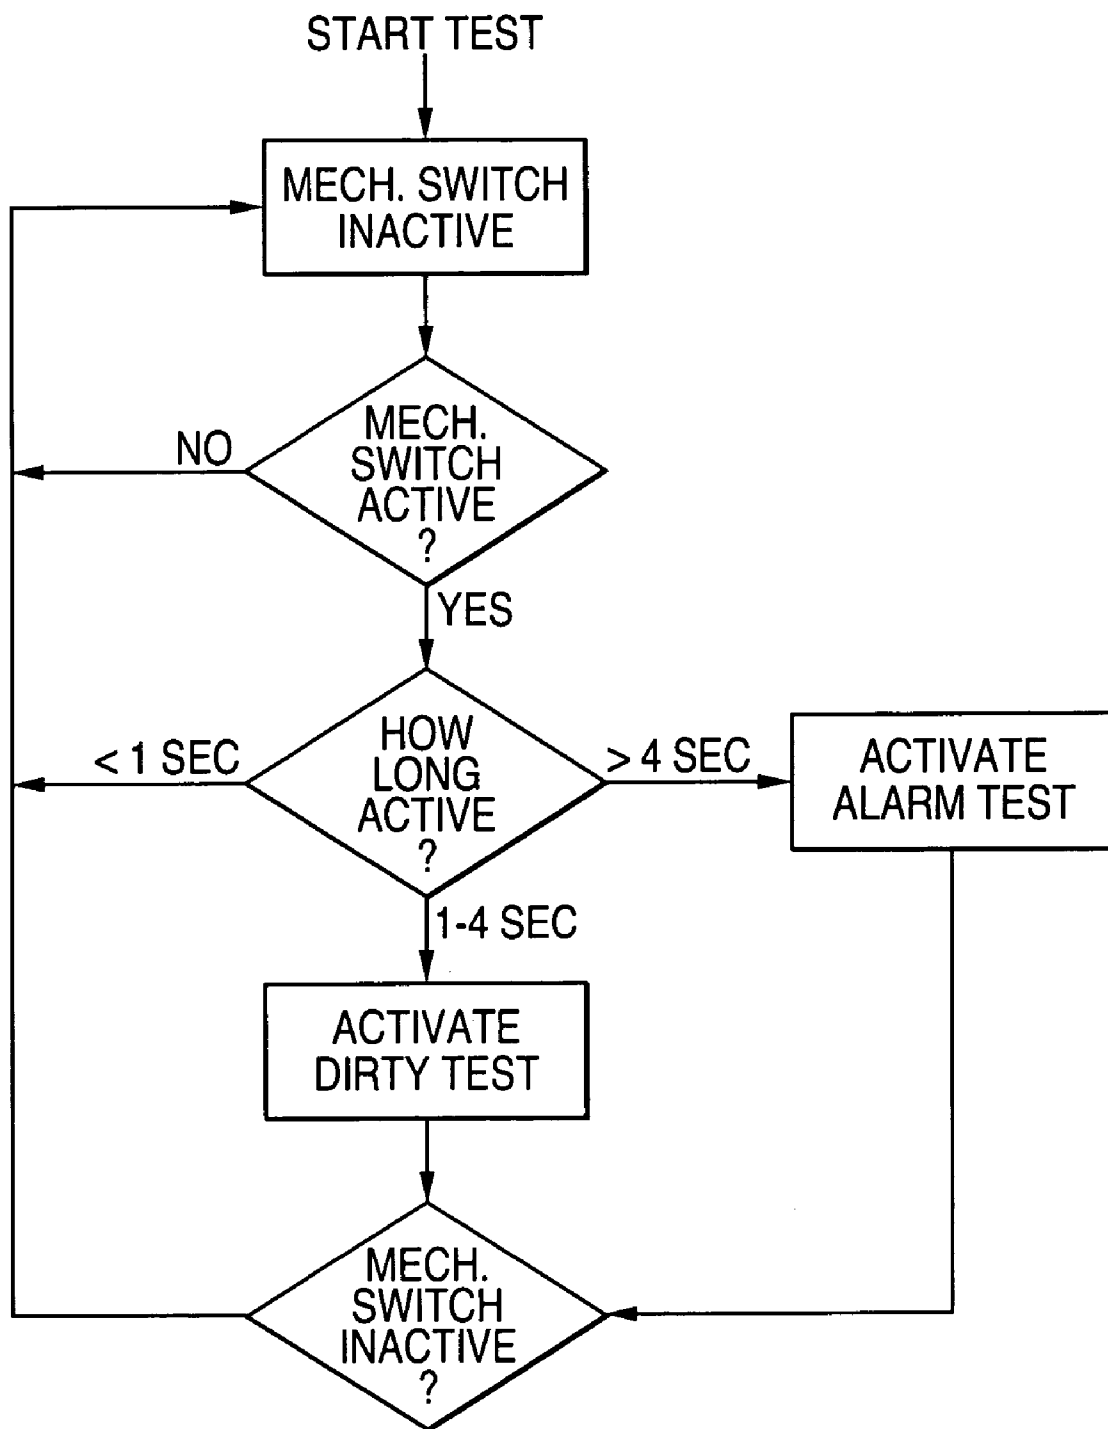 START TEST
MECH. SWITCH
INACTIVE
MECH.
SWITCH
ACTIVE
?
NO
YES
HOW
LONG
ACTIVE
?
< 1 SEC
> 4 SEC
ACTIVATE
ALARM TEST
1-4 SEC
ACTIVATE
DIRTY TEST
MECH.
SWITCH
INACTIVE
?